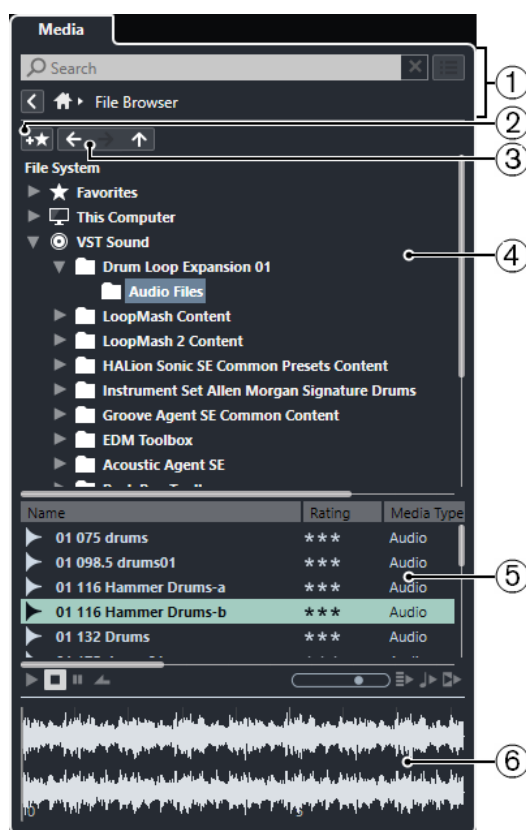 Media
Search
File Browser
File System
Favorites
This Computer
VST Sound
Drum Loop Expansion 01
Audio Files
LoopMash Content
LoopMash 2 Content
HALion Sonic SE Common Presets Content
Instrument Set Allen Morgan Signature Drums
Groove Agent SE Common Content
EDM Toolbox
Acoustic Agent SE
Name Rating Media Type
01 075 drums *** Audio
01 098.5 drums01 *** Audio
01 116 Hammer Drums-a *** Audio
01 116 Hammer Drums-b *** Audio
01 132 Drums *** Audio
1
2
3
4
5
6